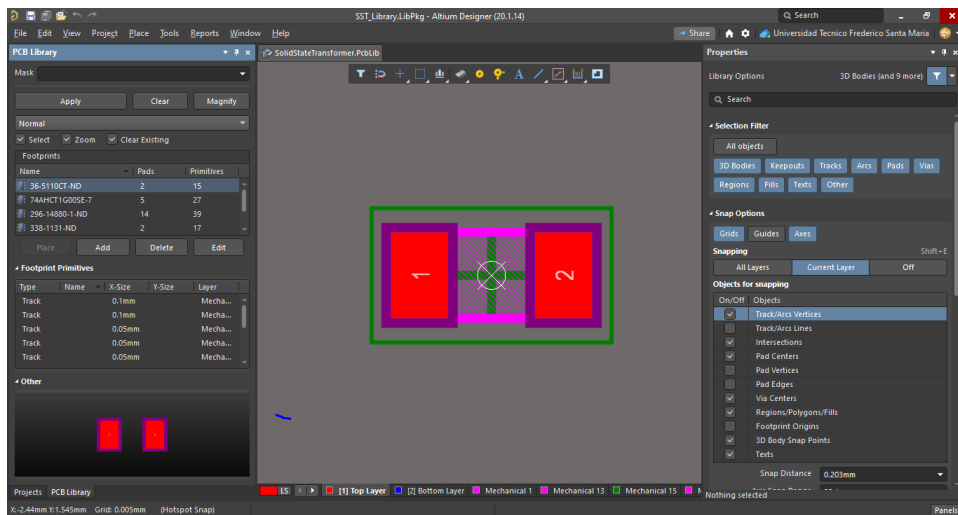 SST_Library.LibPkg - Altium Designer (20.1.14)
Search
File Edit View Project Place Tools Reports Window Help
Share
Universidad Tecnico Frederico Santa Maria
PCB Library
SolidStateTransformer.PcbLib
Properties
Mask
Library Options
3D Bodies (and 9 more)
Apply Clear Magnify
Search
Normal
Select Zoom Clear Existing
Selection Filter
All objects
Footprints
Name Pads Primitives
36-5110CT-ND 2 15
74AHCT1G00SE-7 5 27
296-14880-1-ND 14 39
338-1131-ND 2 17
3D Bodies Keepouts Tracks Arcs Pads Vias
Regions Fills Texts Other
Snap Options
Grids Guides Axes
Place Add Delete Edit
Snapping Shift+E
All Layers Current Layer Off
Footprint Primitives
Type Name X-Size Y-Size Layer
Track 0.1mm Mecha...
Track 0.1mm Mecha...
Track 0.05mm Mecha...
Track 0.05mm Mecha...
Track 0.05mm Mecha...
1 2
Objects for snapping
On/Off Objects
Track/Arcs Vertices
Track/Arcs Lines
Intersections
Pad Centers
Pad Vertices
Pad Edges
Via Centers
Regions/Polygons/Fills
Footprint Origins
3D Body Snap Points
Texts
Other
Snap Distance 0.203mm
Projects PCB Library
LS [1] Top Layer [2] Bottom Layer Mechanical 1 Mechanical 13 Mechanical 15
Nothing selected
X:-2.44mm Y:1.545mm Grid: 0.005mm (Hotspot Snap)
Panels